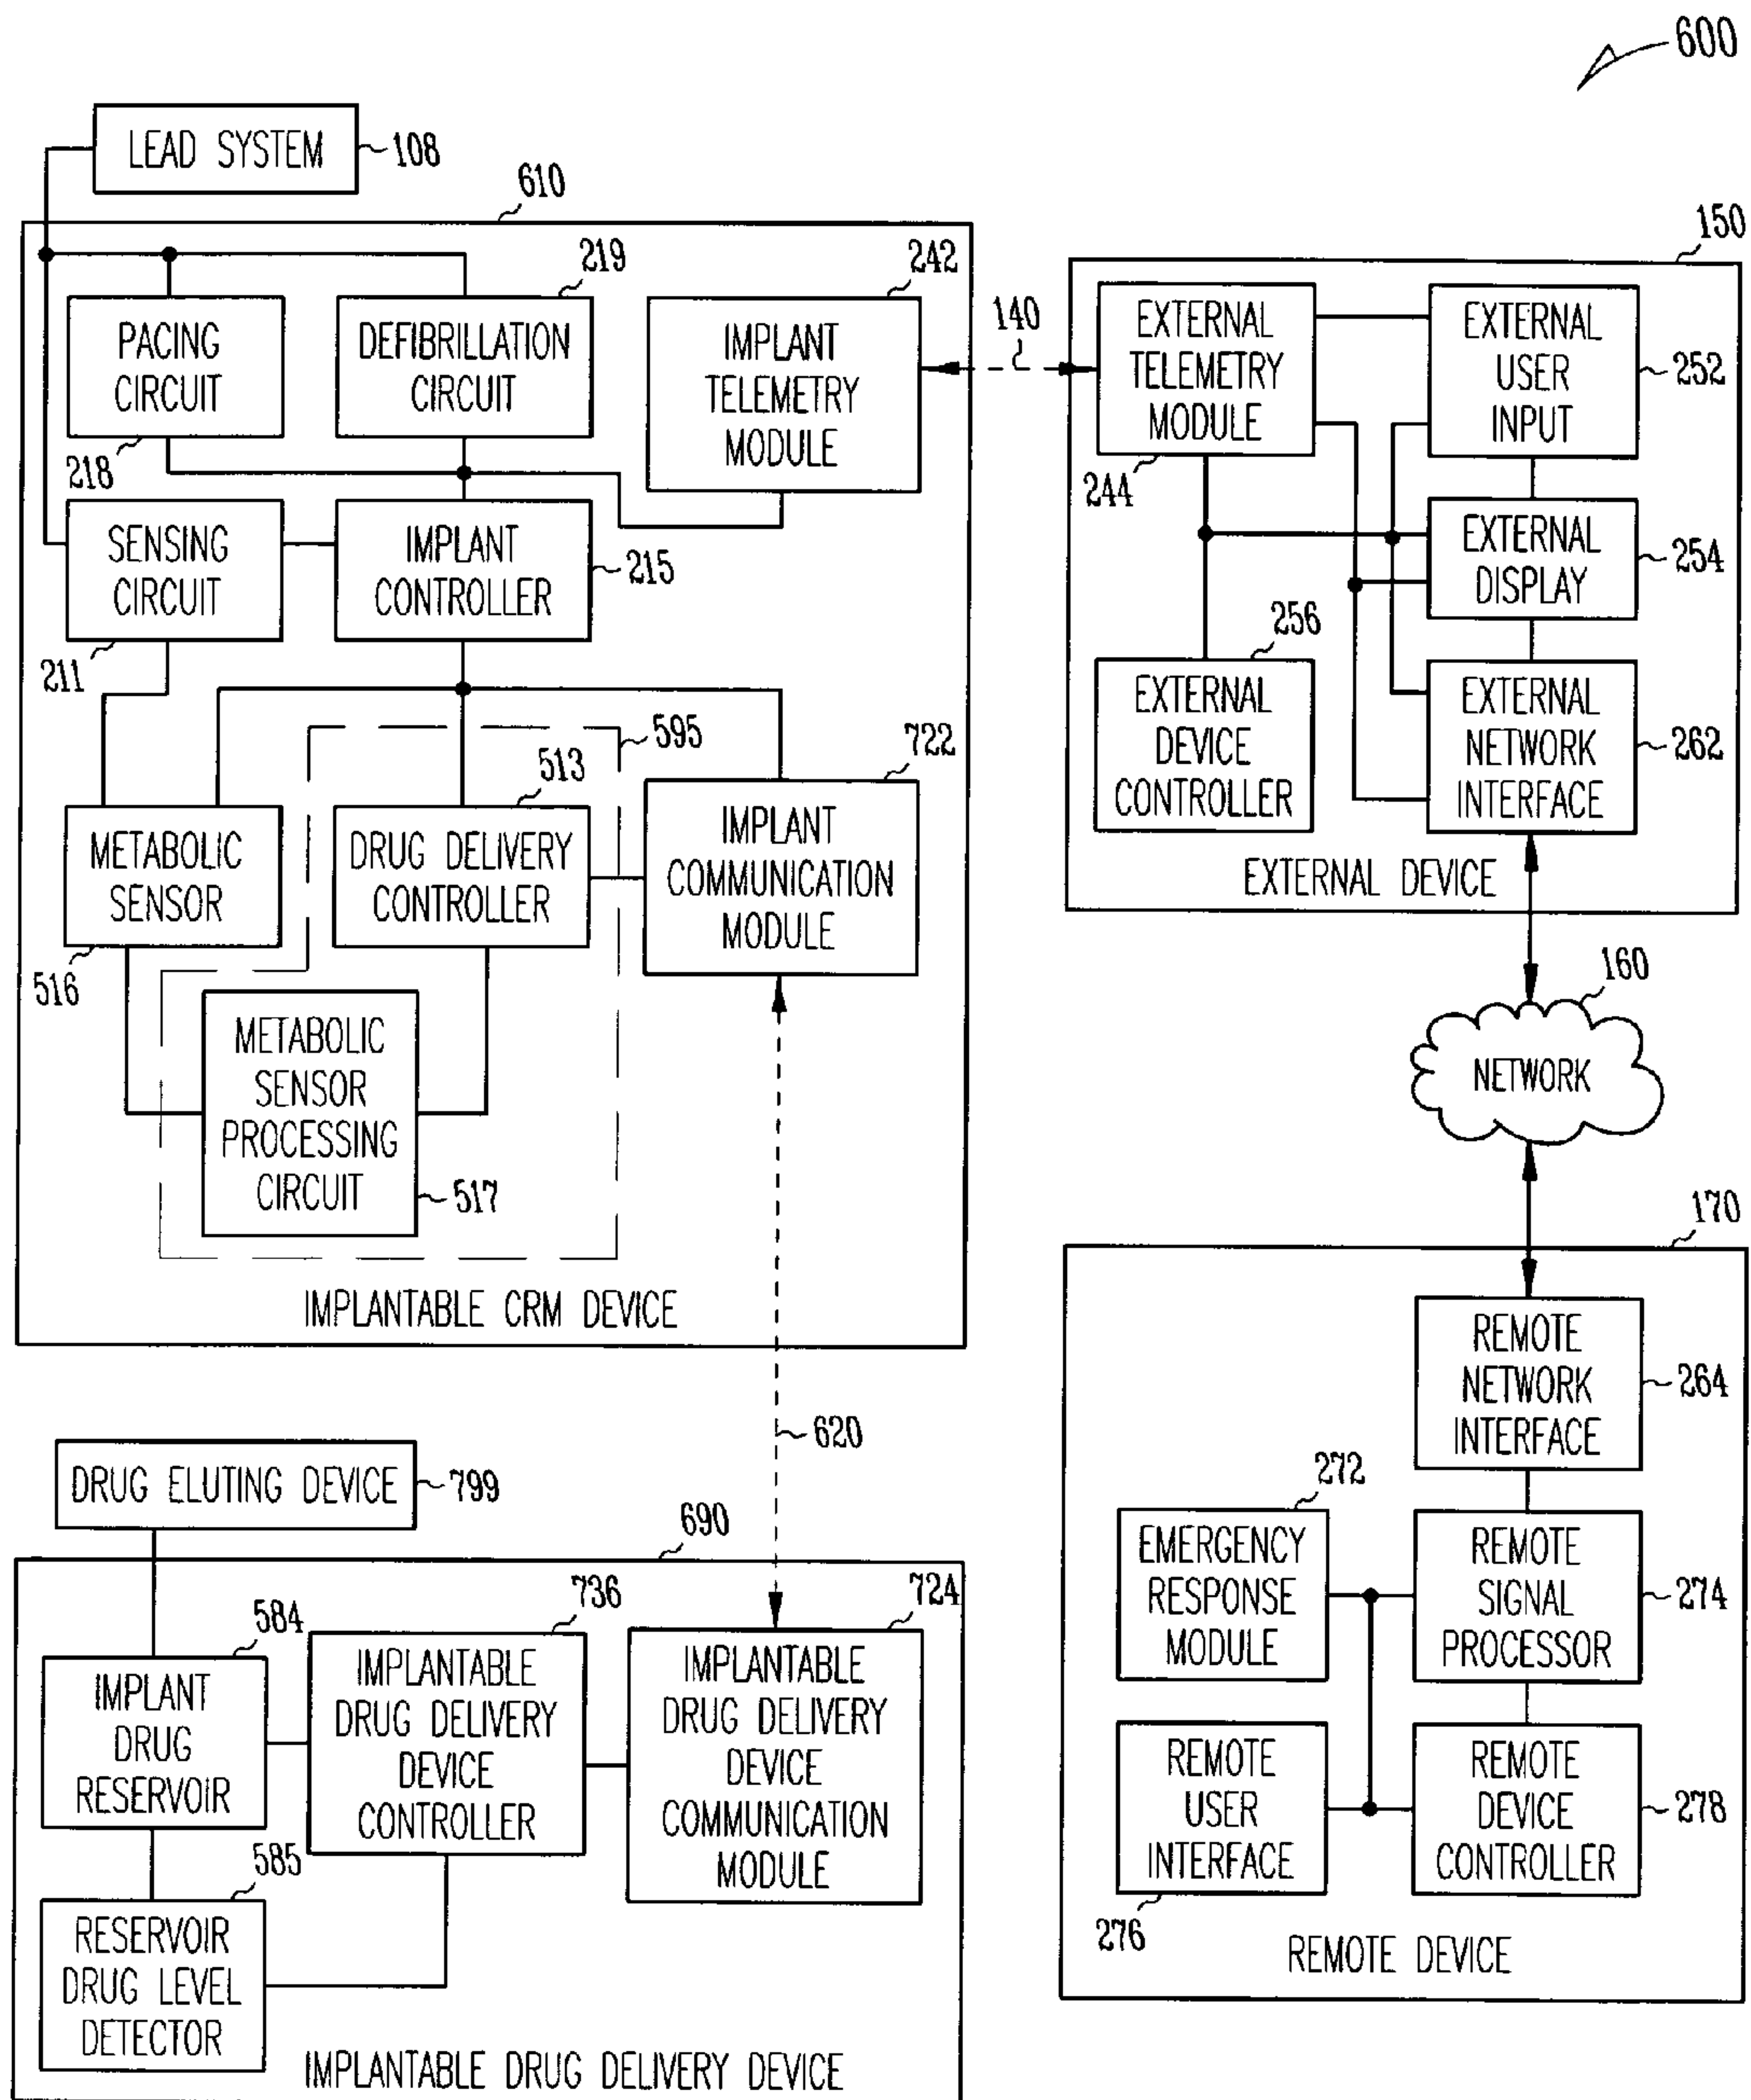 600
LEAD SYSTEM
108
610
PACING
CIRCUIT
218
DEFIBRILLATION
CIRCUIT
219
IMPLANT
TELEMETRY
MODULE
242
140
SENSING
CIRCUIT
211
IMPLANT
CONTROLLER
215
595
METABOLIC
SENSOR
516
DRUG DELIVERY
CONTROLLER
513
IMPLANT
COMMUNICATION
MODULE
722
METABOLIC
SENSOR
PROCESSING
CIRCUIT
517
IMPLANTABLE CRM DEVICE
620
150
EXTERNAL
TELEMETRY
MODULE
244
EXTERNAL
USER
INPUT
252
EXTERNAL
DISPLAY
254
EXTERNAL
DEVICE
CONTROLLER
256
EXTERNAL
NETWORK
INTERFACE
262
EXTERNAL DEVICE
160
NETWORK
170
REMOTE
NETWORK
INTERFACE
264
EMERGENCY
RESPONSE
MODULE
272
REMOTE
SIGNAL
PROCESSOR
274
REMOTE
USER
INTERFACE
276
REMOTE
DEVICE
CONTROLLER
278
REMOTE DEVICE
DRUG ELUTING DEVICE
799
690
IMPLANT
DRUG
RESERVOIR
584
IMPLANTABLE
DRUG DELIVERY
DEVICE
CONTROLLER
736
IMPLANTABLE
DRUG DELIVERY
DEVICE
COMMUNICATION
MODULE
724
RESERVOIR
DRUG LEVEL
DETECTOR
585
IMPLANTABLE DRUG DELIVERY DEVICE